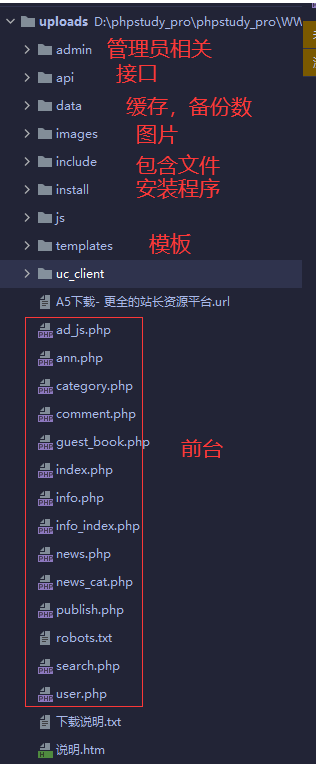 uploads D:\phpstudy_pro\phpstudy_pro\WW
admin 管理员相关
api 接口
data 缓存，备份数
images 图片
include 包含文件
install 安装程序
js
templates 模板
uc_client
A5下载- 更全的站长资源平台.url
ad_js.php
ann.php
category.php
comment.php
guest_book.php 前台
index.php
info.php
info_index.php
news.php
news_cat.php
publish.php
robots.txt
search.php
user.php
下载说明.txt
说明.htm